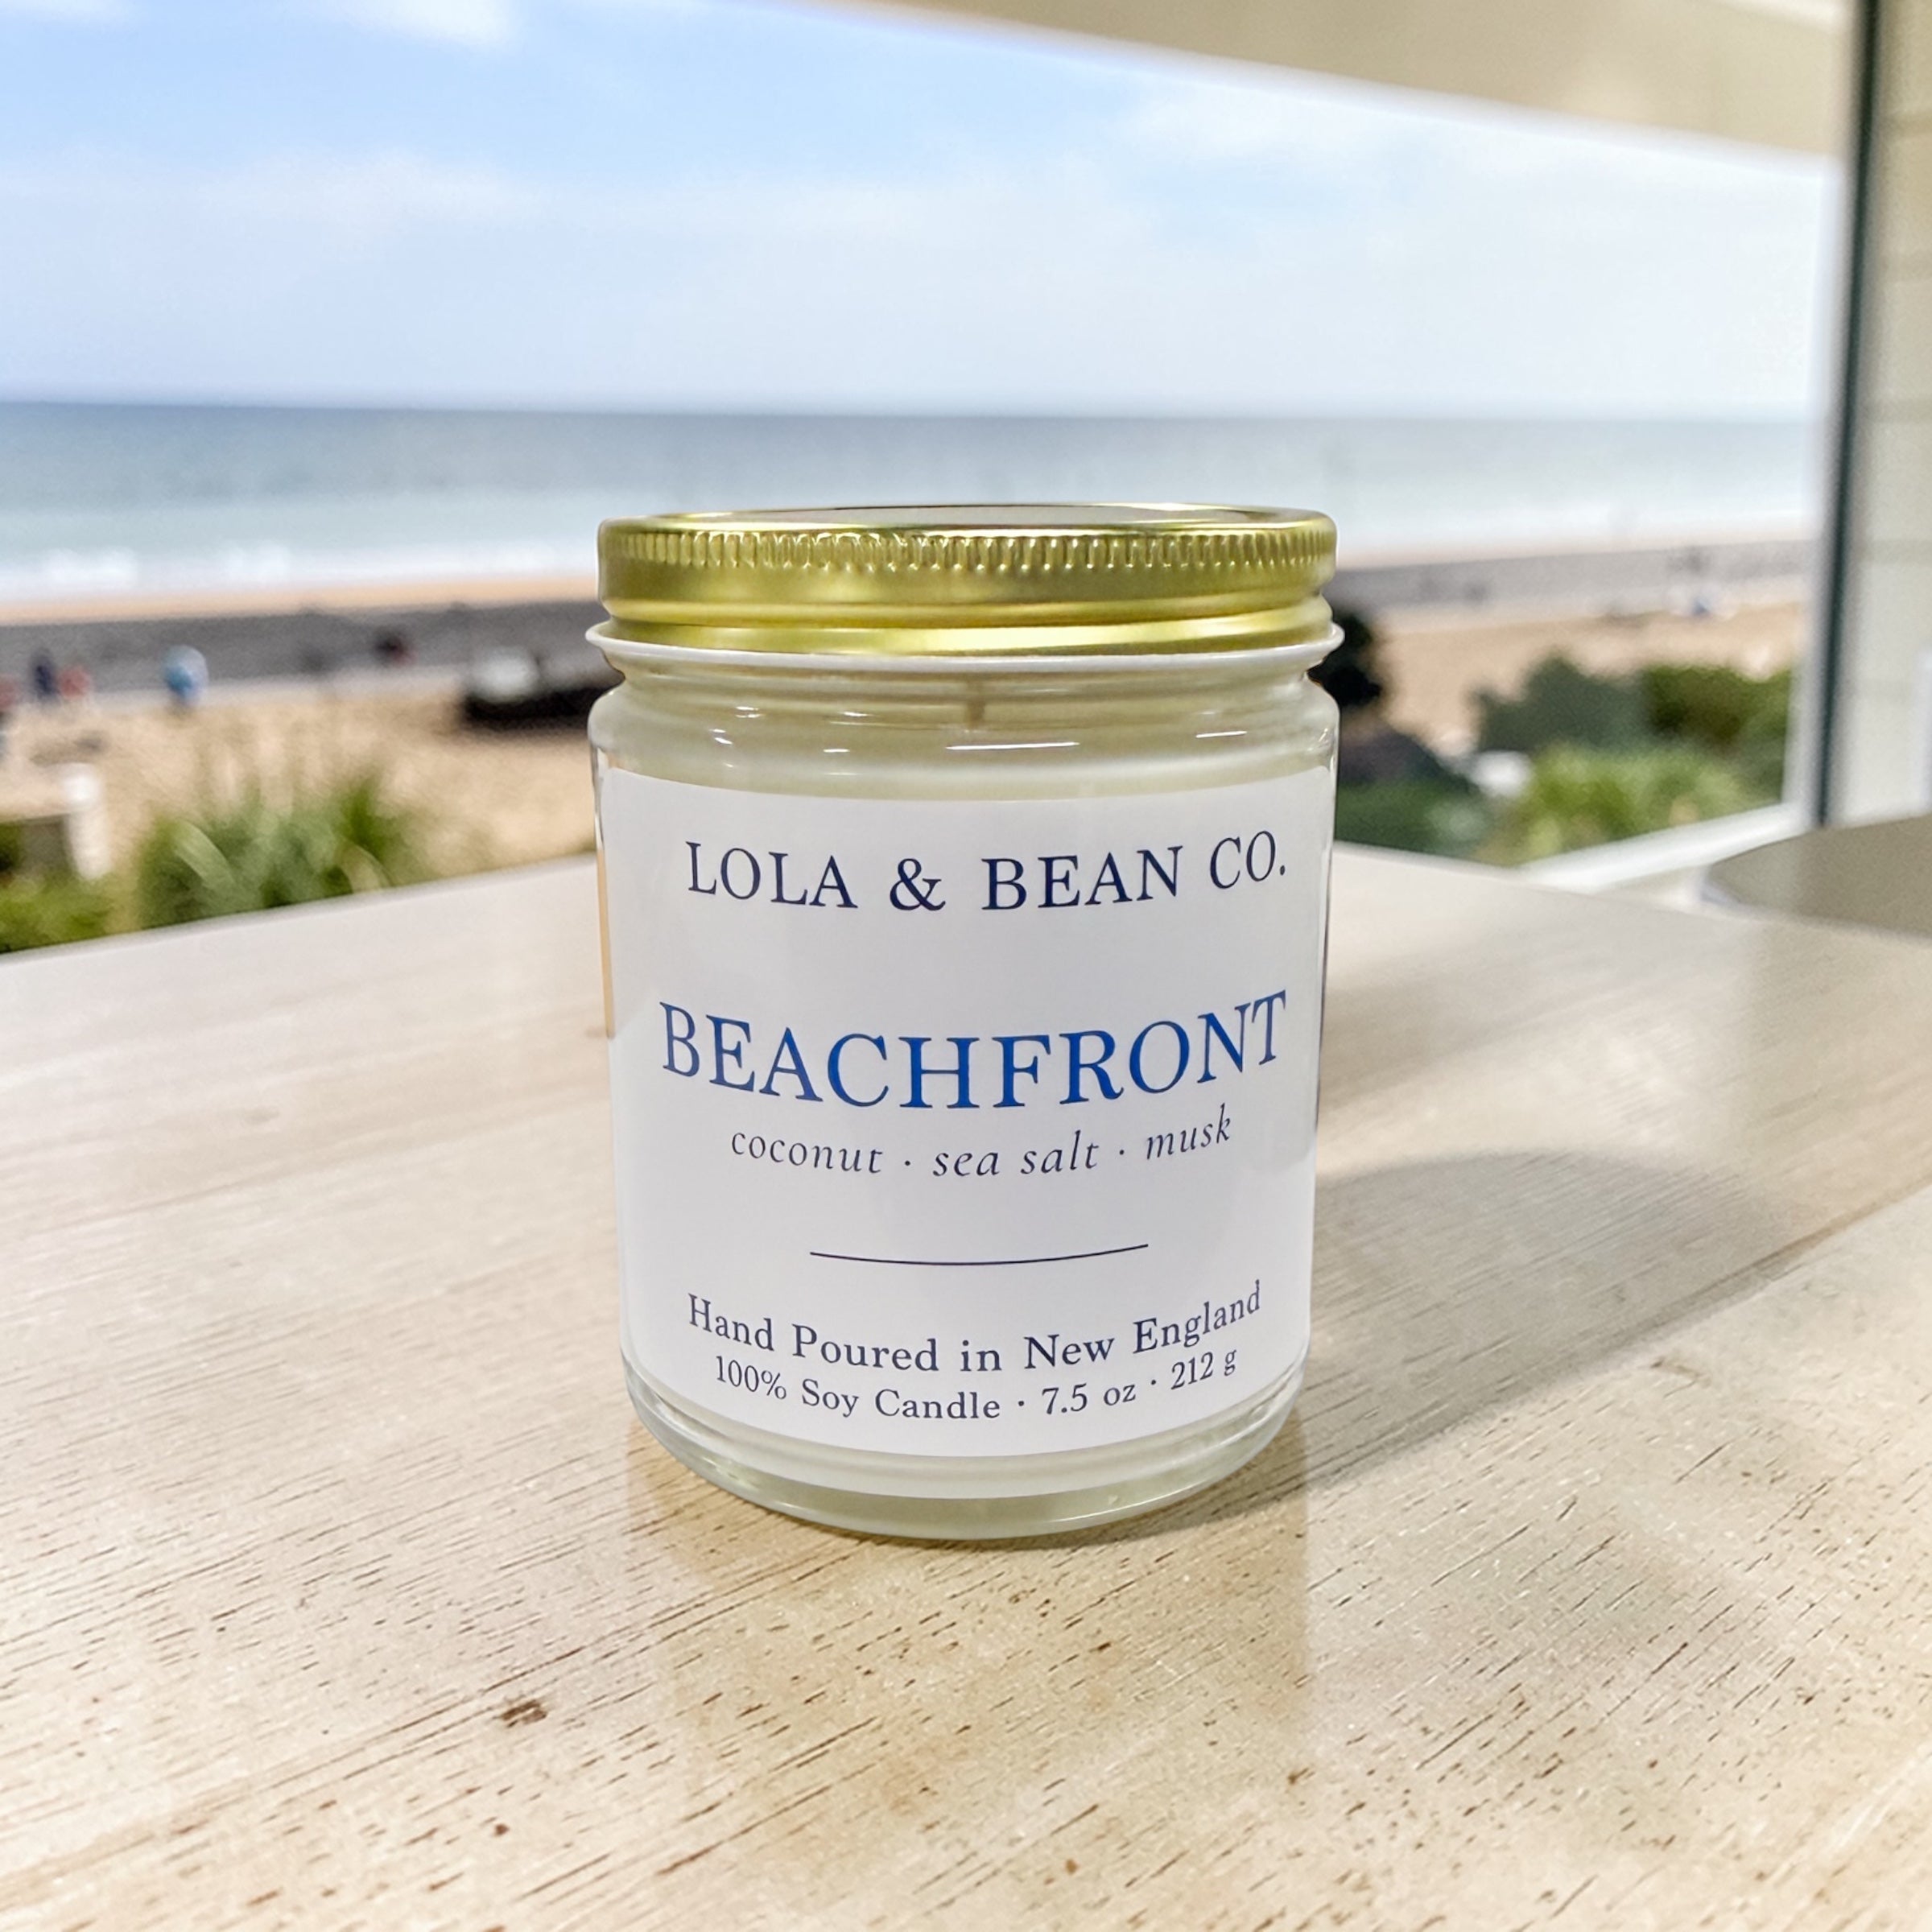 LOLA & BEAN CO.
BEACHFRONT
coconut · sea salt · musk
Hand Poured in New England
100% Soy Candle · 7.5 oz · 212 g